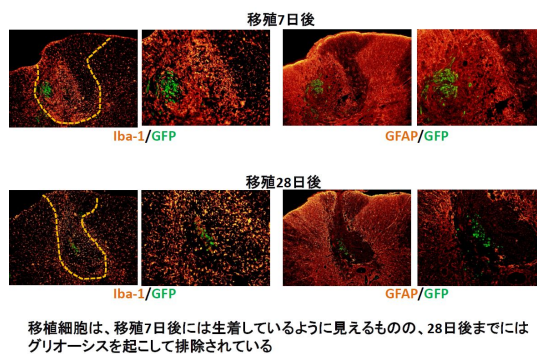 移殖7日後
Iba-1/GFP
GFAP/GFP
移殖28日後
Iba-1/GFP
GFAP/GFP
移植細胞は、移殖7日後には生着しているように見えるものの、28日後までには
グリオーシスを起こして排除されている